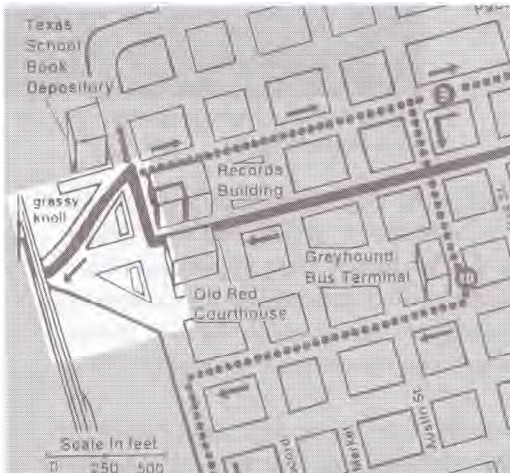 Texas
School
Book
Depository
grassy
knoll
Records
Building
Greyhound
Bus Terminal
Old Red
Courthouse
Scale In feet
0 250 500
Market
Austin St